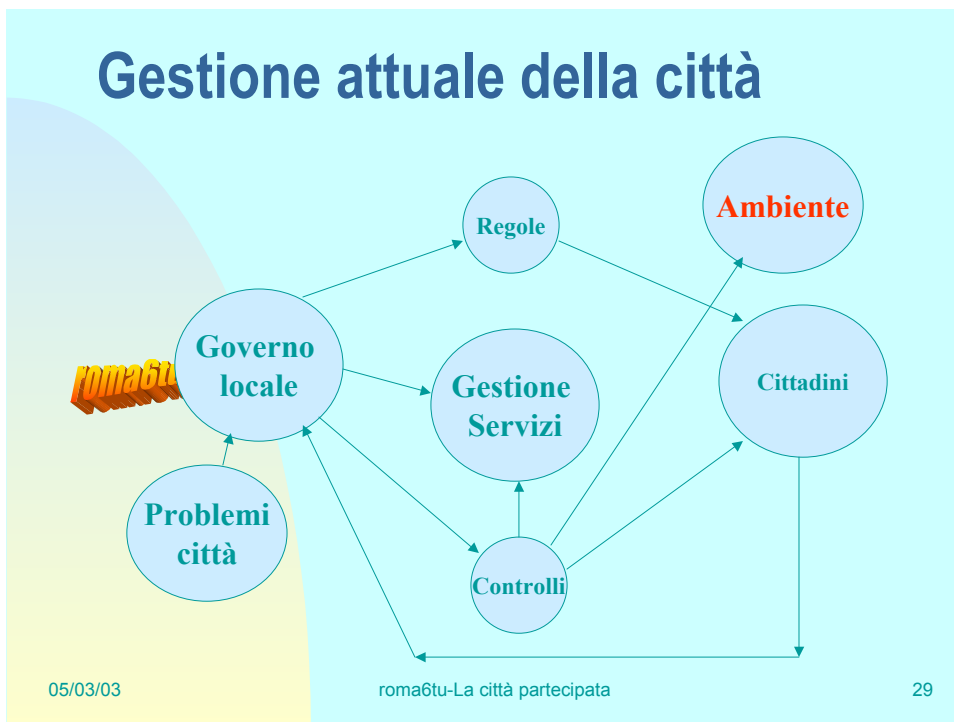 Gestione attuale della città
Ambiente
Regole
Governo
locale
roma6tu
Gestione
Servizi
Cittadini
Problemi
città
Controlli
05/03/03
roma6tu-La città partecipata
29